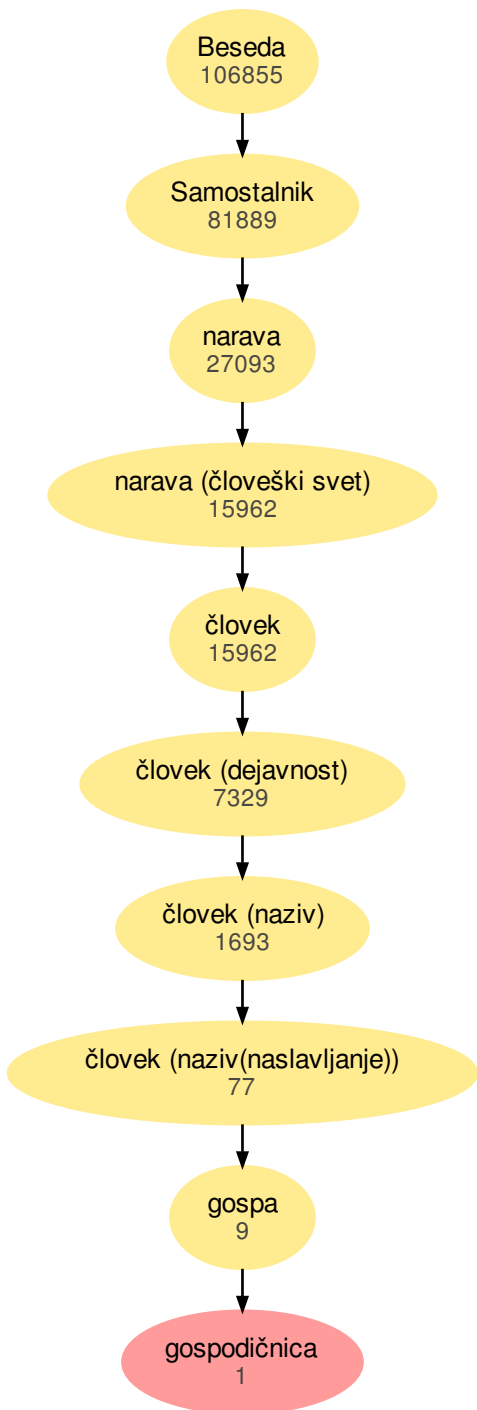 Beseda
106855
Samostalnik
81889
narava
27093
narava (človeški svet)
15962
človek
15962
človek (dejavnost)
7329
človek (naziv)
1693
človek (naziv(naslavljanje))
77
gospa
9
gospodičnica
1